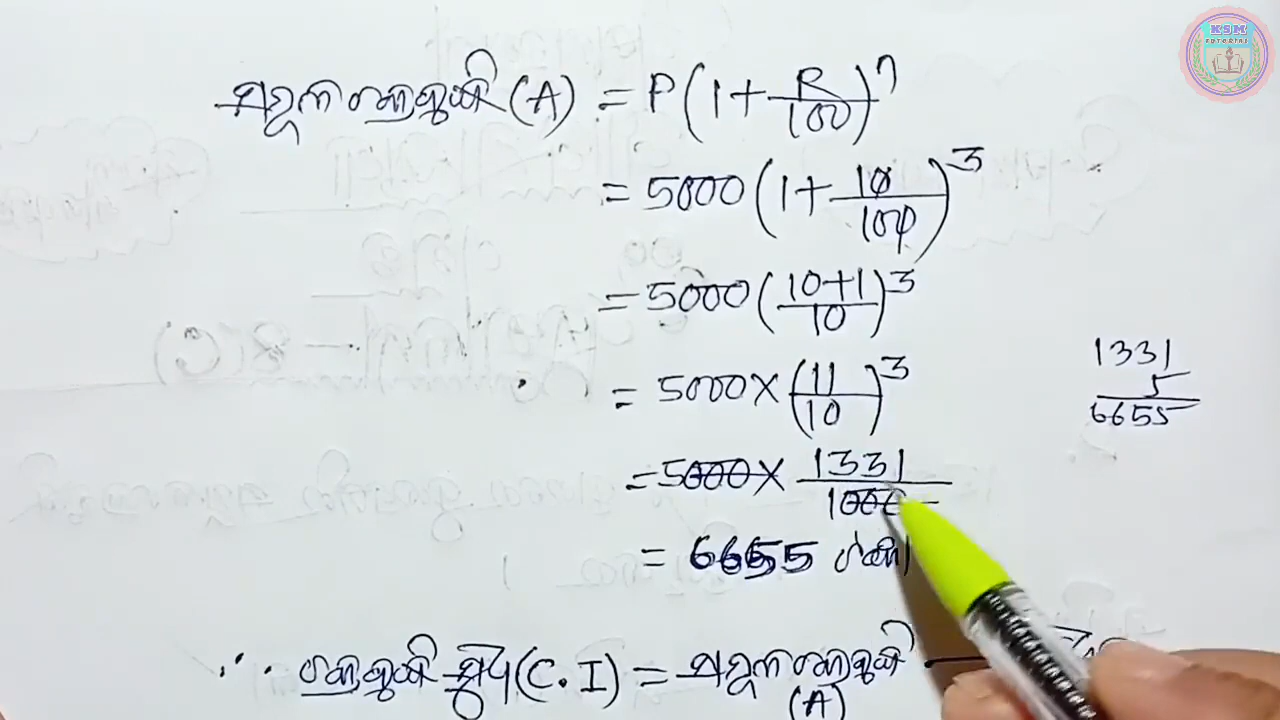 KSM
TUTORIAL
ସମୂଳ ଚକ୍ରବୃଦ୍ଧି (A) = P(1 + R/100)^n
= 5000 (1 + 10/100)^3
= 5000 (10+1/10)^3
= 5000 × (11/10)^3
= 5000 × 1331/1000
= 6655 ଟଙ୍କା
1331
5
6655
∴ ଚକ୍ରବୃଦ୍ଧି ସୁଧ (C.I) = ସମୂଳ ଚକ୍ରବୃଦ୍ଧି –
(A)